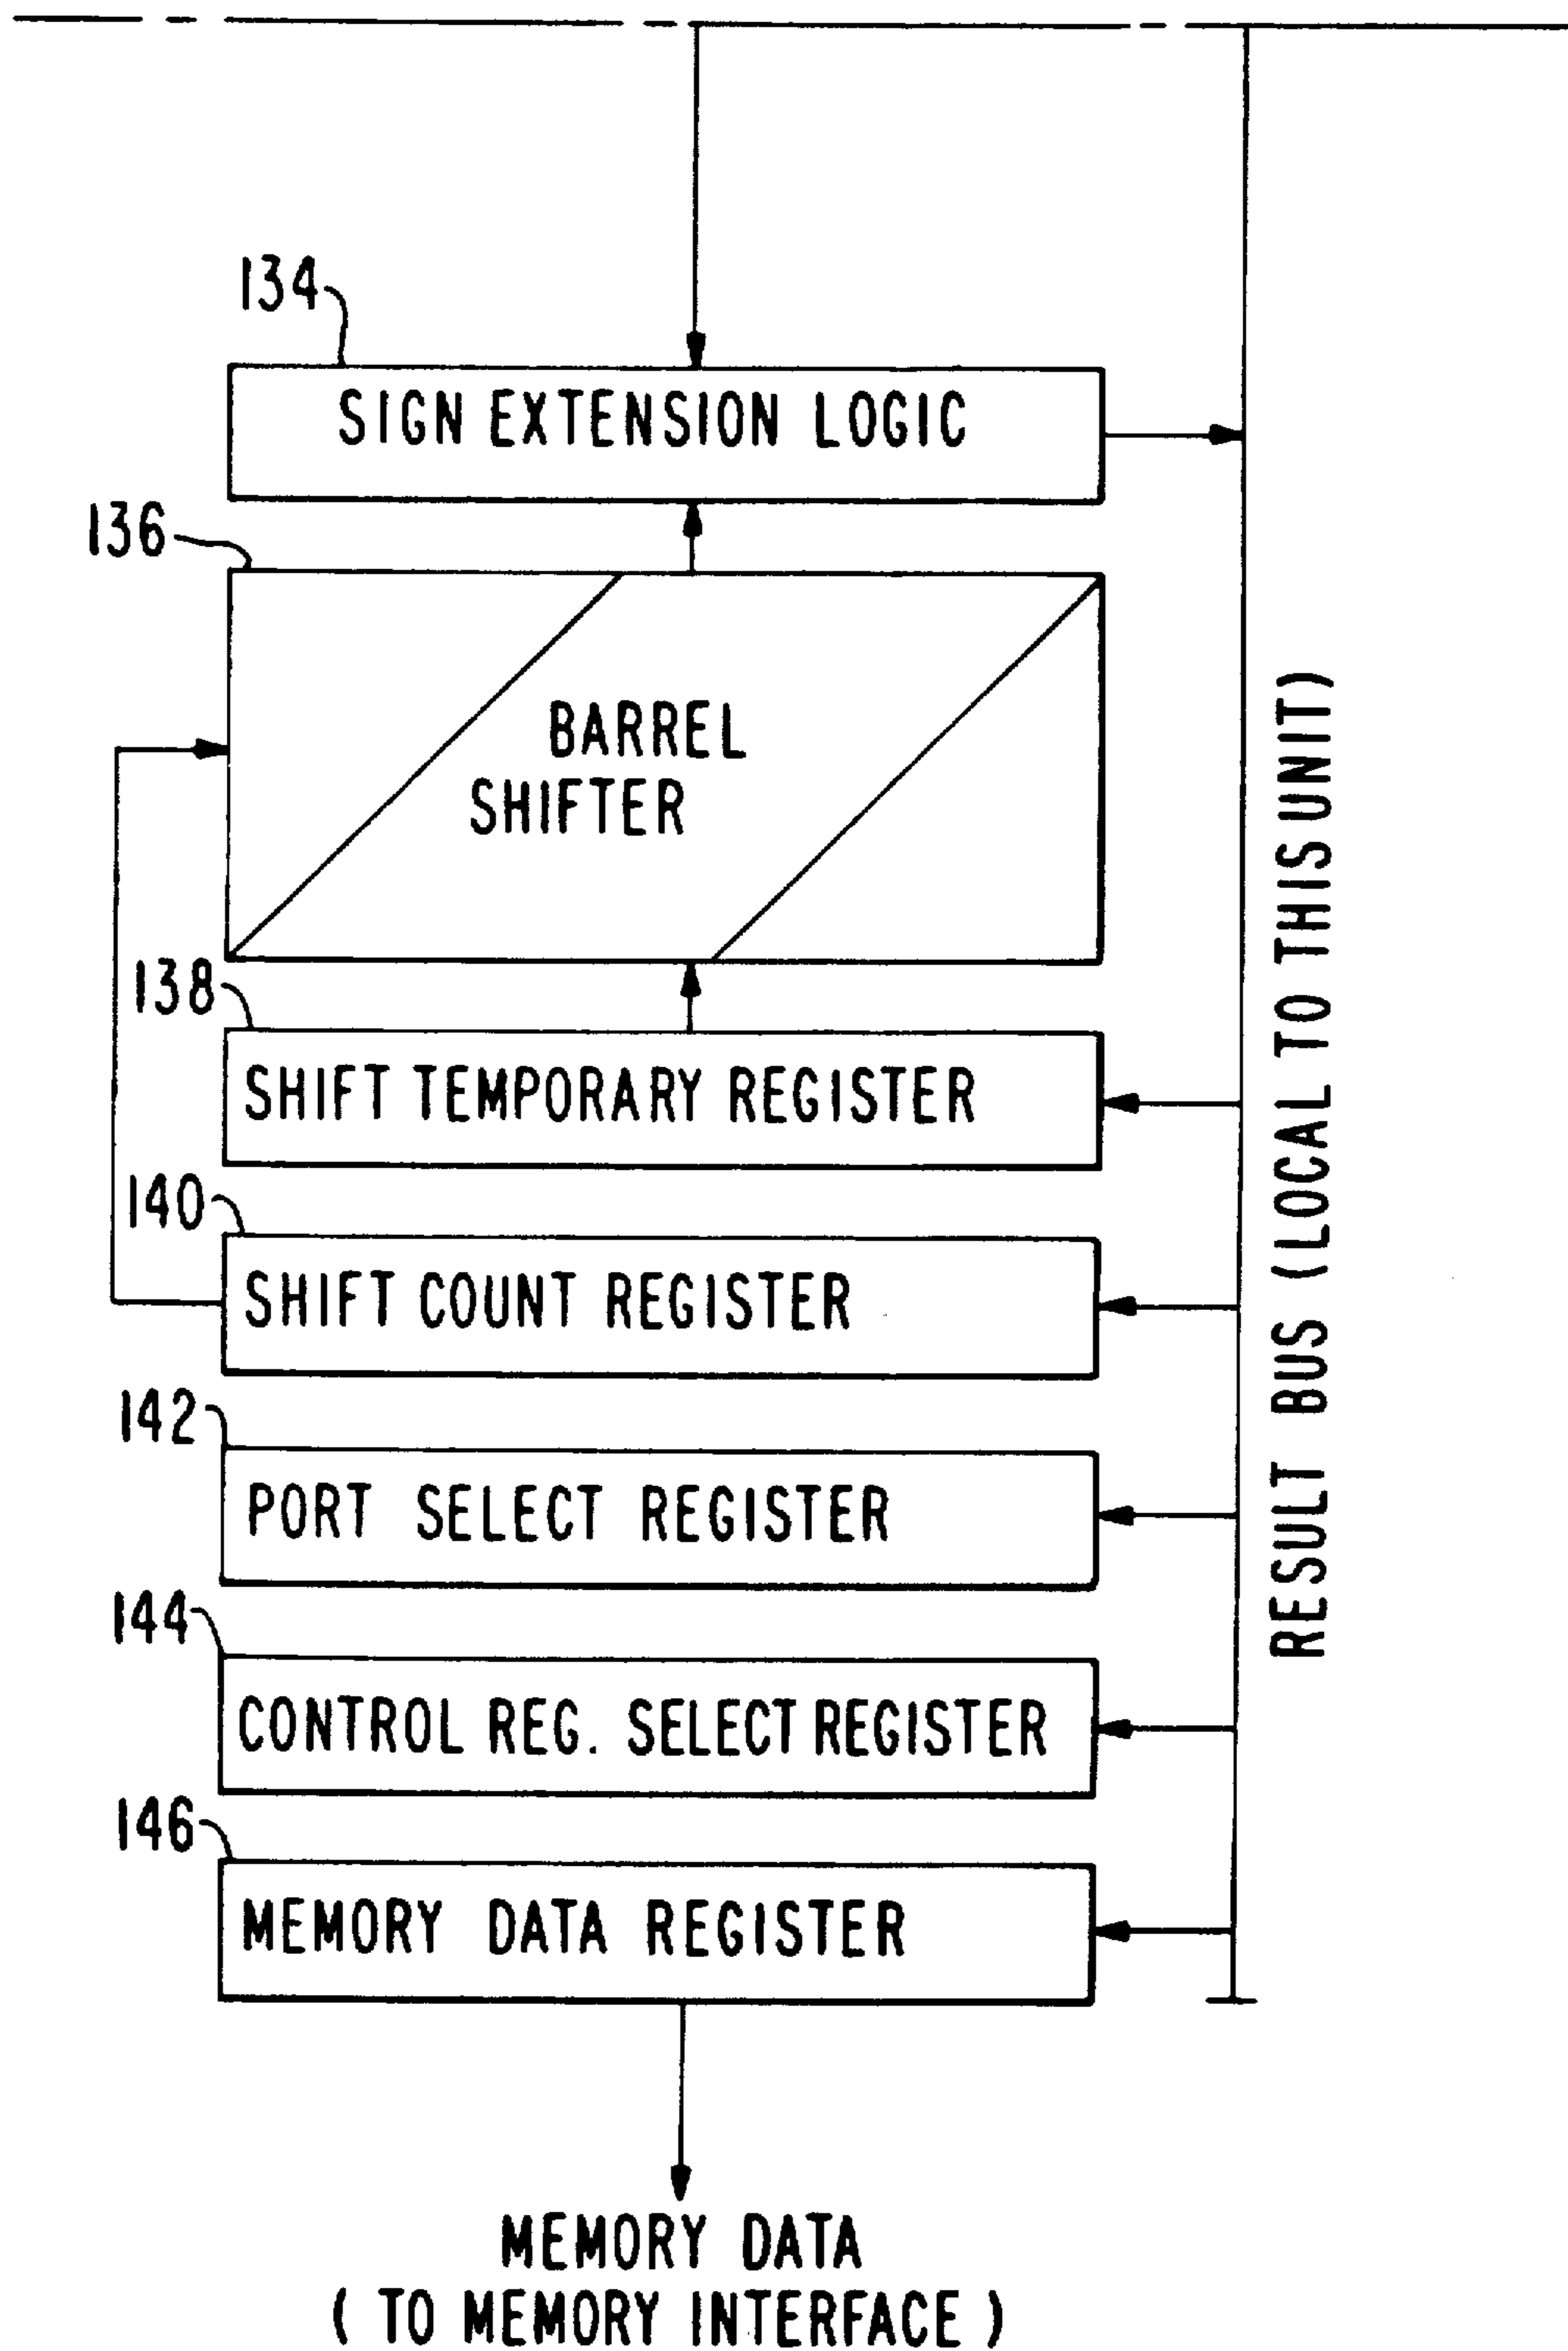 134
SIGN EXTENSION LOGIC
136
BARREL
SHIFTER
138
SHIFT TEMPORARY REGISTER
140
SHIFT COUNT REGISTER
142
PORT SELECT REGISTER
144
CONTROL REG. SELECT REGISTER
146
MEMORY DATA REGISTER
RESULT BUS (LOCAL TO THIS UNIT)
MEMORY DATA
( TO MEMORY INTERFACE )